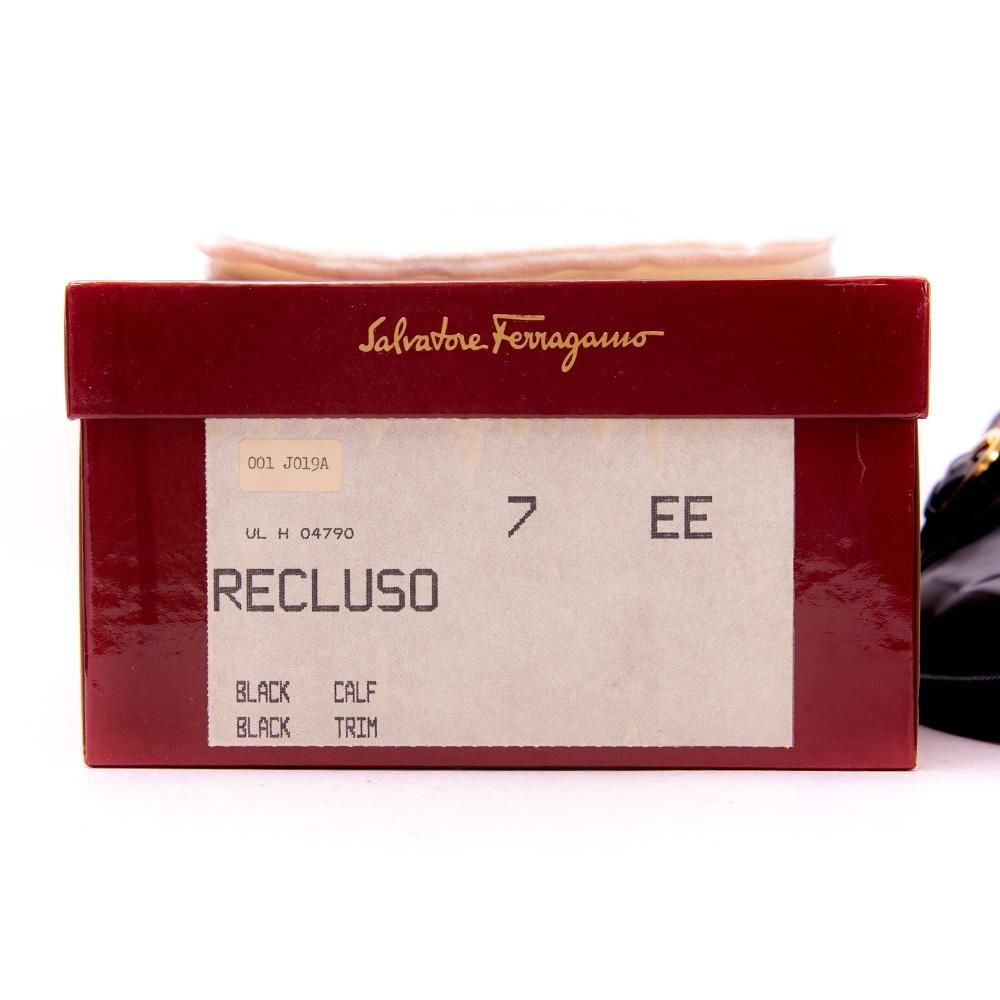 Salvatore Ferragamo
001 J019A
7 EE
UL H 04790
RECLUSO
BLACK CALF
BLACK TRIM